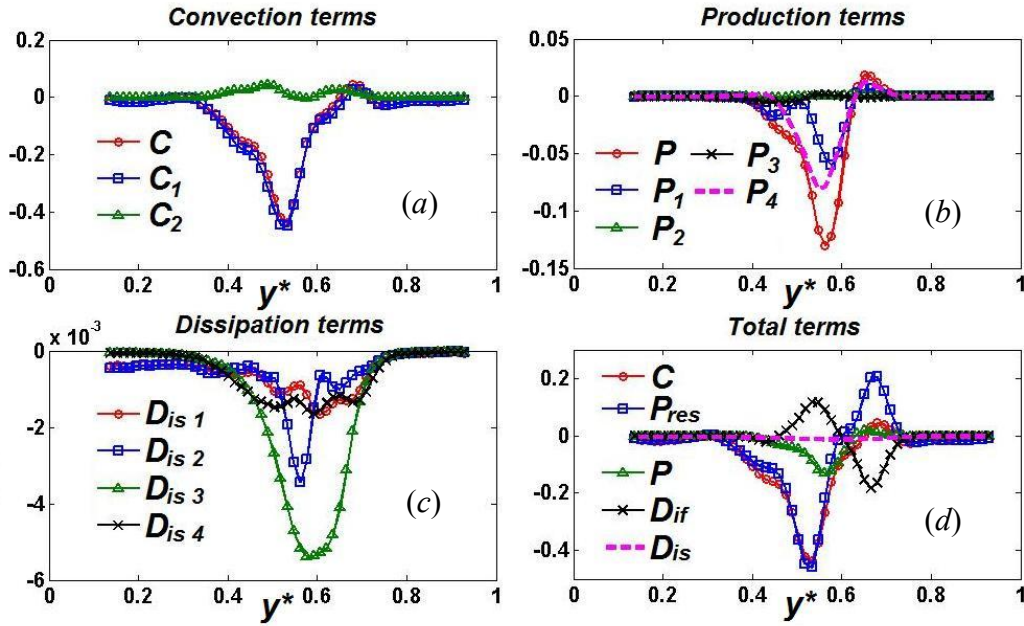 Convection terms
0.2
0
-0.2
-0.4
-0.6
C
C1
C2
(a)
0 0.2 0.4 0.6 0.8 1
y*
Production terms
0.05
0
-0.05
-0.1
-0.15
P P3
P1 P4
P2
(b)
0 0.2 0.4 0.6 0.8 1
y*
Dissipation terms
x 10-3
0
-2
-4
-6
Dis 1
Dis 2
Dis 3
Dis 4
(c)
0 0.2 0.4 0.6 0.8 1
y*
Total terms
0.2
0
-0.2
-0.4
C
Pres
P
Dif
Dis
(d)
0 0.2 0.4 0.6 0.8 1
y*